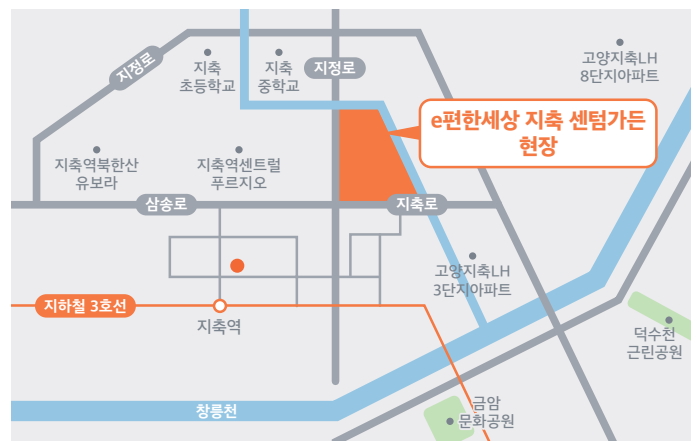 지정로
지축
초등학교
지축
중학교
지정로
고양지축LH
8단지아파트
e편한세상 지축 센텀가든
현장
지축역북한산
유보라
지축역센트럴
푸르지오
삼송로
지축로
고양지축LH
3단지아파트
지하철 3호선
지축역
덕수천
근린공원
창릉천
금암
문화공원